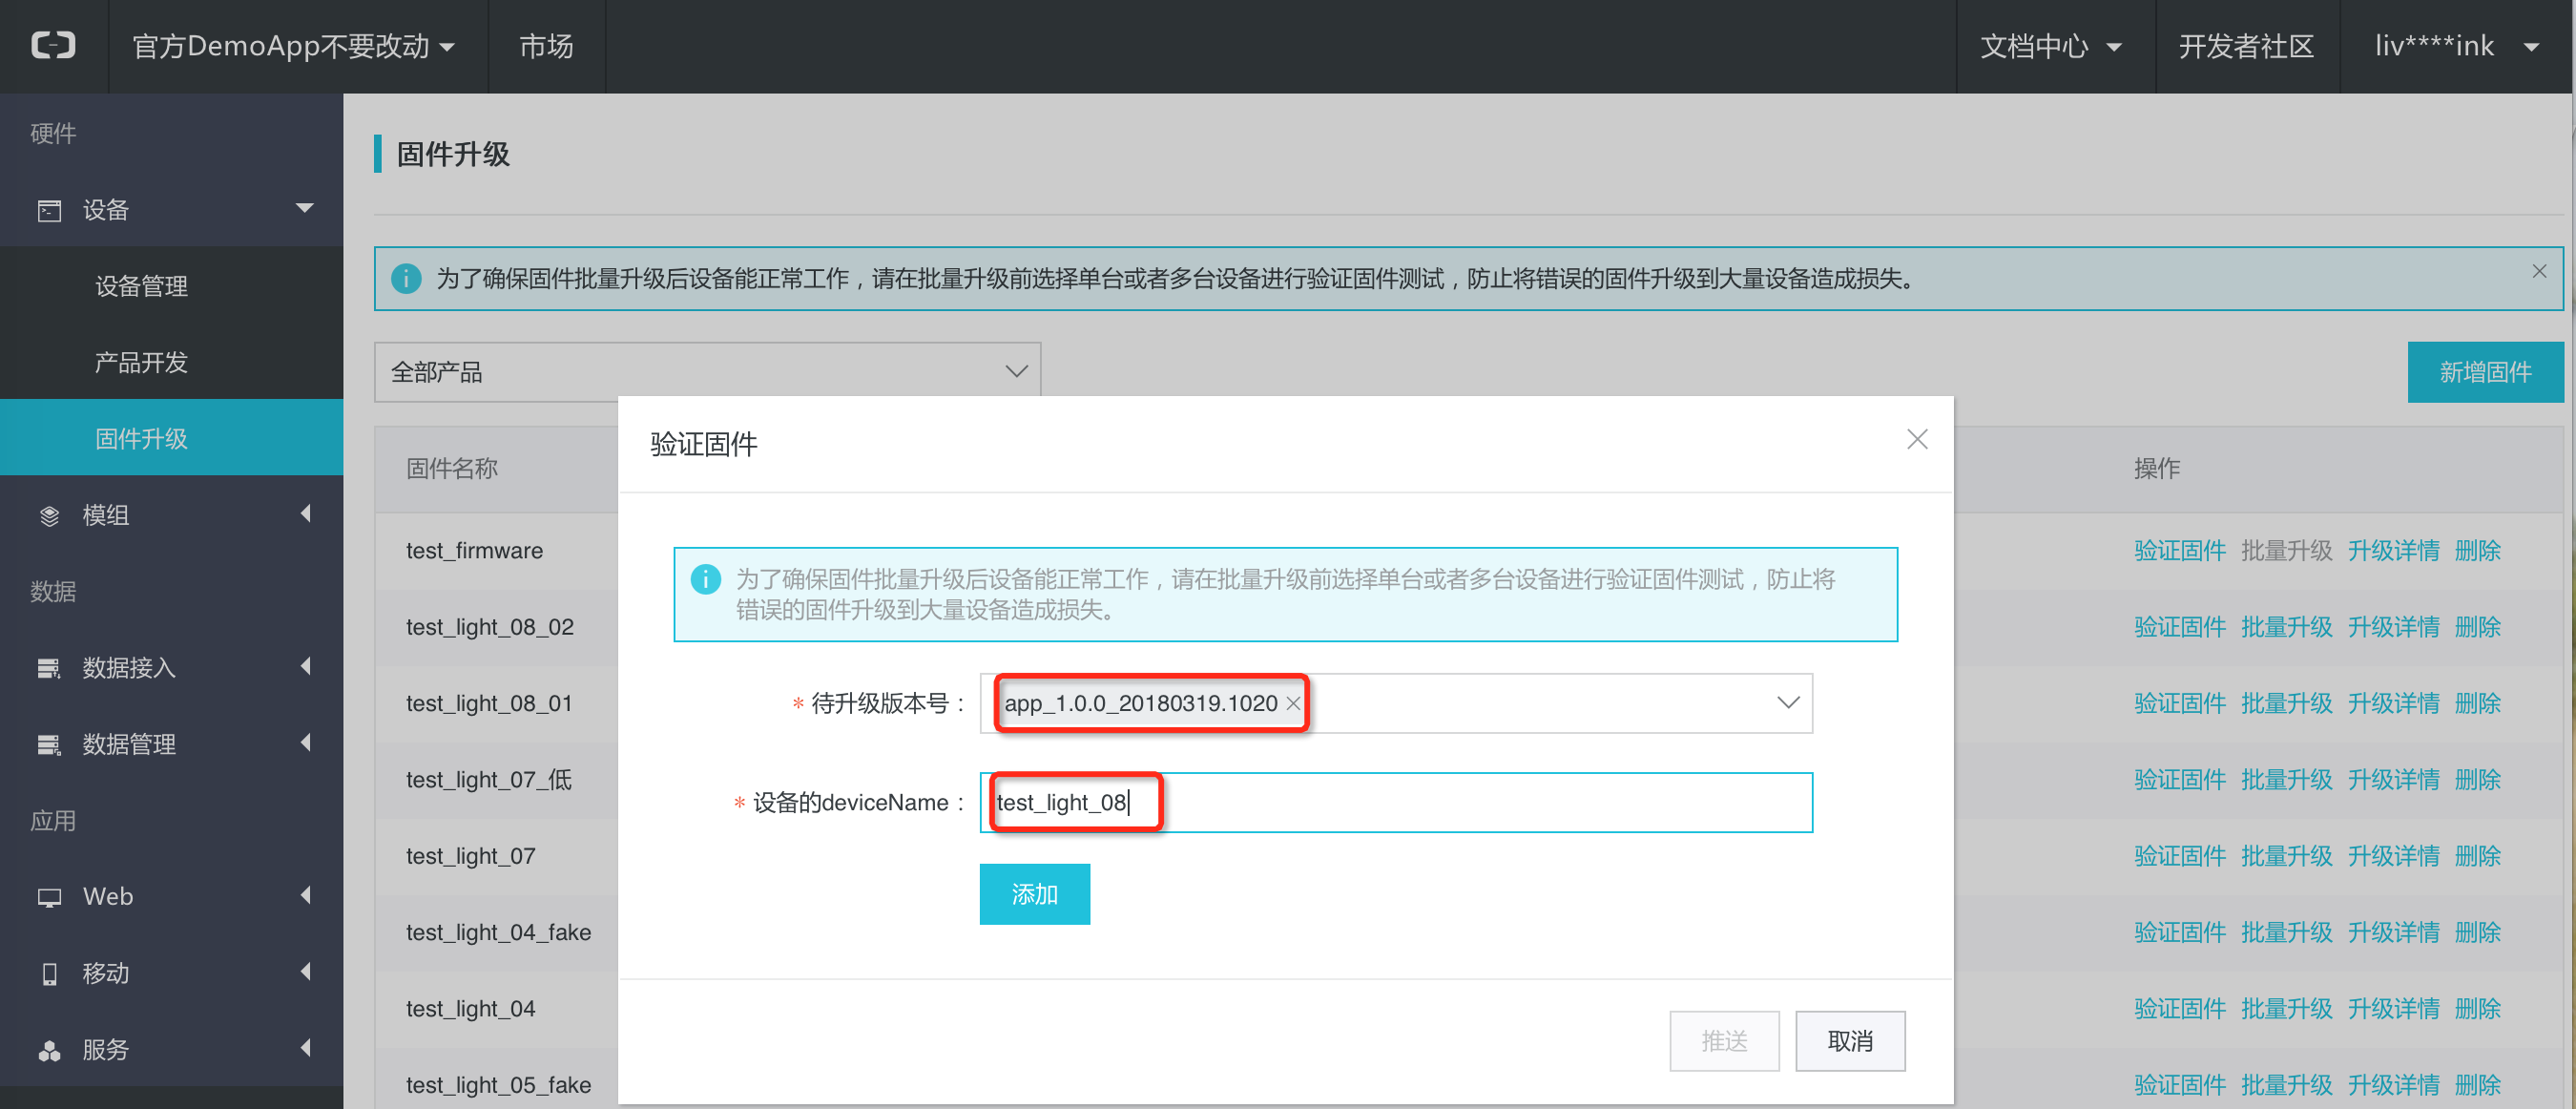 官方DemoApp不要改动
市场
文档中心
开发者社区
liv****ink
硬件
设备
设备管理
产品开发
固件升级
模组
数据
数据接入
数据管理
应用
Web
移动
服务
固件升级
为了确保固件批量升级后设备能正常工作，请在批量升级前选择单台或者多台设备进行验证固件测试，防止将错误的固件升级到大量设备造成损失。
全部产品
新增固件
固件名称
操作
test_firmware
验证固件 批量升级 升级详情 删除
test_light_08_02
验证固件 批量升级 升级详情 删除
test_light_08_01
验证固件 批量升级 升级详情 删除
test_light_07_低
验证固件 批量升级 升级详情 删除
test_light_07
验证固件 批量升级 升级详情 删除
test_light_04_fake
验证固件 批量升级 升级详情 删除
test_light_04
验证固件 批量升级 升级详情 删除
test_light_05_fake
验证固件 批量升级 升级详情 删除
验证固件
为了确保固件批量升级后设备能正常工作，请在批量升级前选择单台或者多台设备进行验证固件测试，防止将
错误的固件升级到大量设备造成损失。
* 待升级版本号：
app_1.0.0_20180319.1020
* 设备的deviceName：
test_light_08
添加
推送
取消